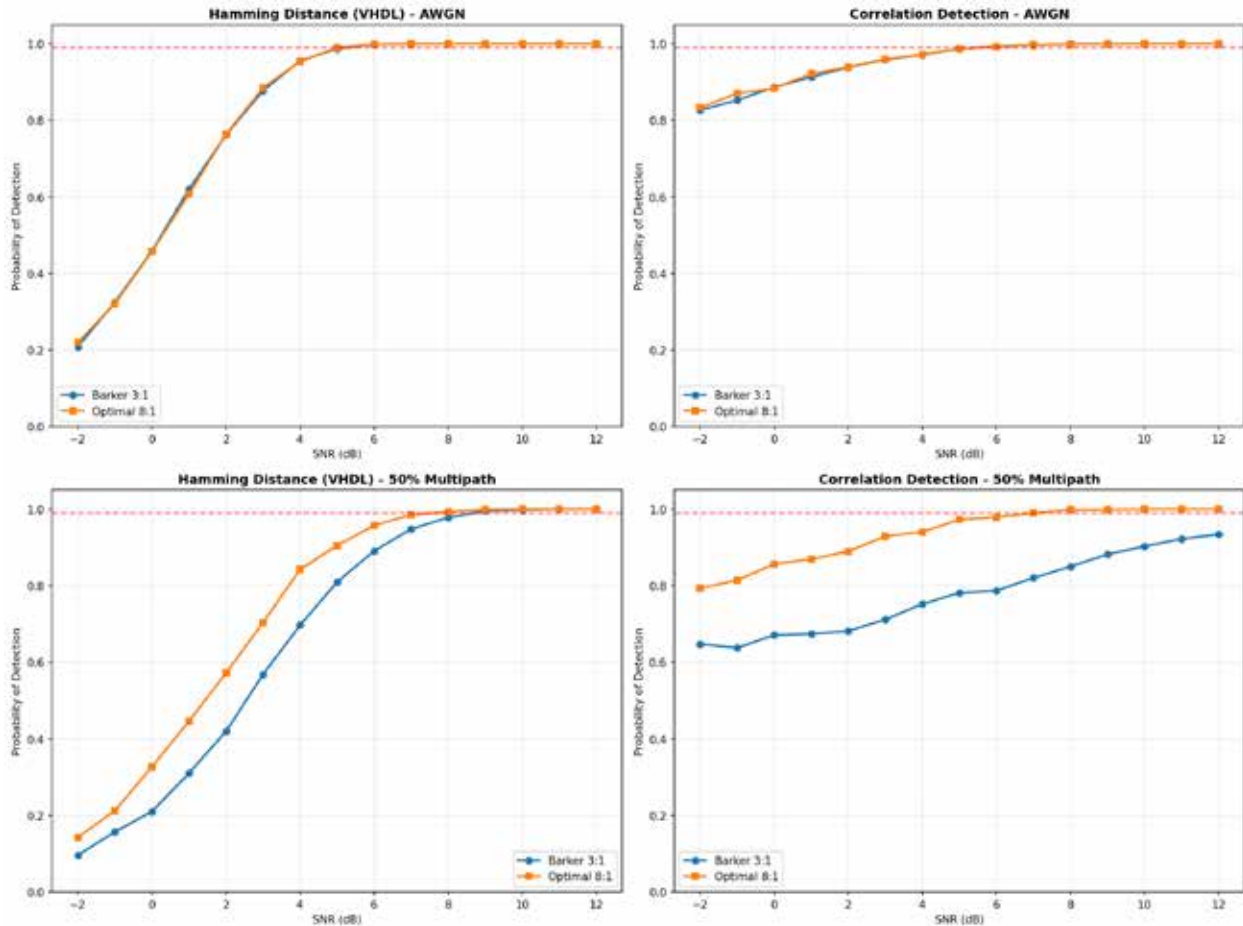 Hamming Distance (VHDL) - AWGN
1.0
0.8
0.6
0.4
0.2
0.0
Probability of Detection
Barker 3:1
Optimal 8:1
−2 0 2 4 6 8 10 12
SNR (dB)
Correlation Detection - AWGN
1.0
0.8
0.6
0.4
0.2
0.0
Probability of Detection
Barker 3:1
Optimal 8:1
−2 0 2 4 6 8 10 12
SNR (dB)
Hamming Distance (VHDL) - 50% Multipath
1.0
0.8
0.6
0.4
0.2
0.0
Probability of Detection
Barker 3:1
Optimal 8:1
−2 0 2 4 6 8 10 12
SNR (dB)
Correlation Detection - 50% Multipath
1.0
0.8
0.6
0.4
0.2
0.0
Probability of Detection
Barker 3:1
Optimal 8:1
−2 0 2 4 6 8 10 12
SNR (dB)